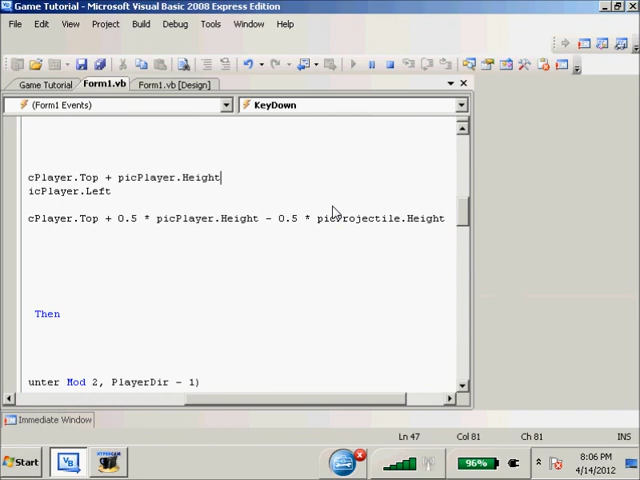 Game Tutorial - Microsoft Visual Basic 2008 Express Edition
File Edit View Project Build Debug Tools Window Help
Game Tutorial Form1.vb Form1.vb [Design]
(Form1 Events) KeyDown
cPlayer.Top + picPlayer.Height
icPlayer.Left
cPlayer.Top + 0.5 * picPlayer.Height - 0.5 * picProjectile.Height
Then
unter Mod 2, PlayerDir - 1)
Immediate Window
Ln 47 Col 81 Ch 81 INS
Start VB HYPERCAM 96% 8:06 PM
4/14/2012